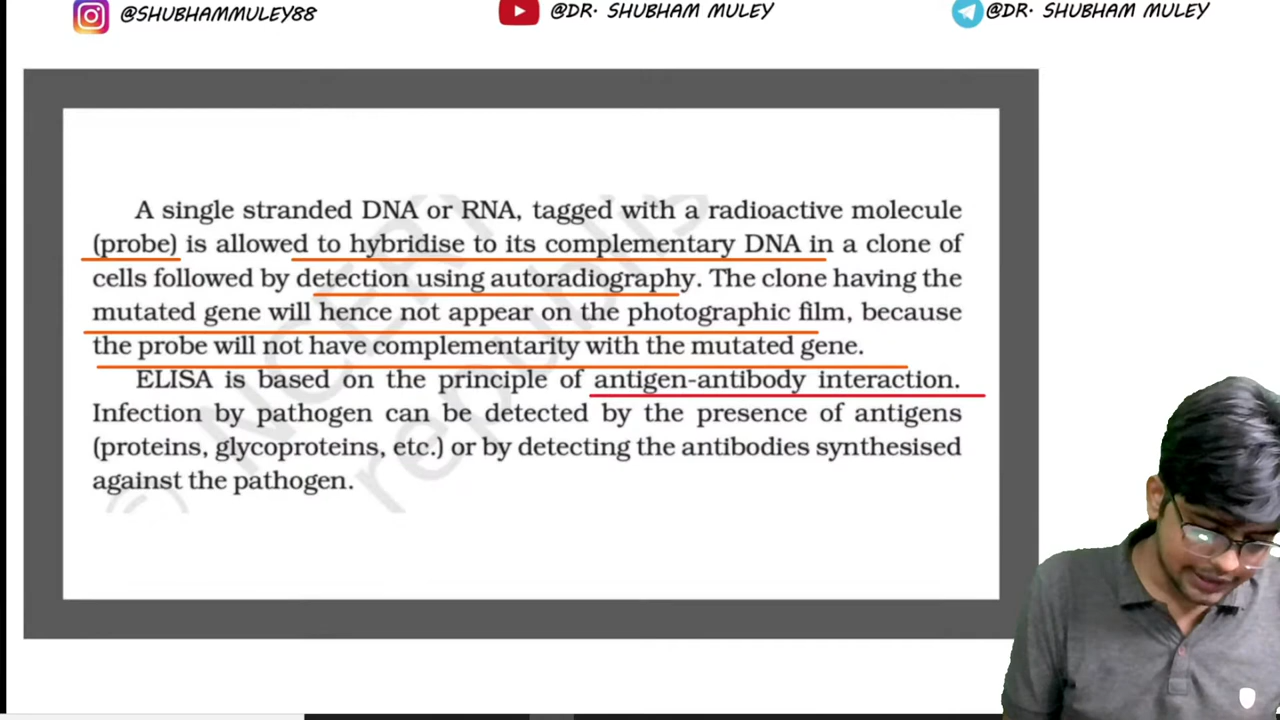 @SHUBHAMMULEY88 @DR. SHUBHAM MULEY @DR. SHUBHAM MULEY
A single stranded DNA or RNA, tagged with a radioactive molecule
(probe) is allowed to hybridise to its complementary DNA in a clone of
cells followed by detection using autoradiography. The clone having the
mutated gene will hence not appear on the photographic film, because
the probe will not have complementarity with the mutated gene.
ELISA is based on the principle of antigen-antibody interaction.
Infection by pathogen can be detected by the presence of antigens
(proteins, glycoproteins, etc.) or by detecting the antibodies synthesised
against the pathogen.